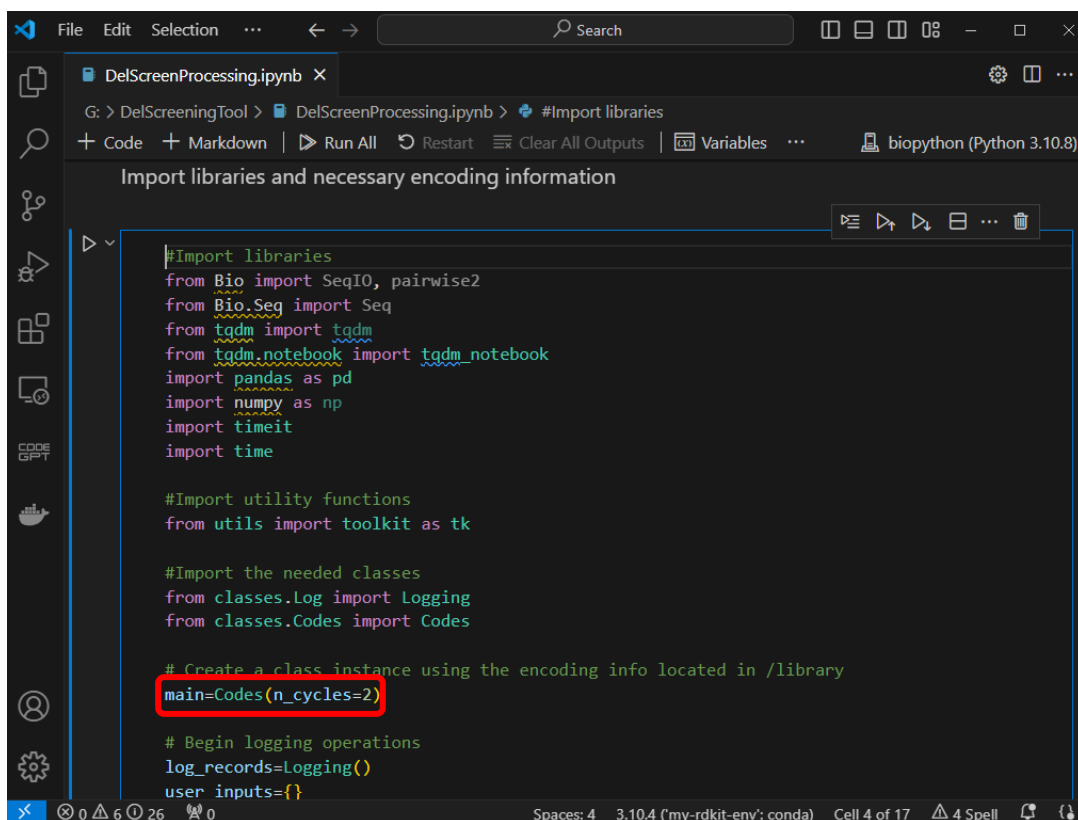 File Edit Selection ··· ← → Search
DelScreenProcessing.ipynb ×
G: > DelScreeningTool > DelScreenProcessing.ipynb > #Import libraries
+ Code + Markdown | Run All Restart Clear All Outputs | Variables ··· biopython (Python 3.10.8)
Import libraries and necessary encoding information
#Import libraries
from Bio import SeqIO, pairwise2
from Bio.Seq import Seq
from tqdm import tqdm
from tqdm.notebook import tqdm_notebook
import pandas as pd
import numpy as np
import timeit
import time
#Import utility functions
from utils import toolkit as tk
#Import the needed classes
from classes.Log import Logging
from classes.Codes import Codes
# Create a class instance using the encoding info located in /library
main=Codes(n_cycles=2)
# Begin logging operations
log_records=Logging()
user_inputs={}
CODE
GPT
0 6 26 0 Spaces: 4 3.10.4 ('my-rdkit-env': conda) Cell 4 of 17 4 Spell